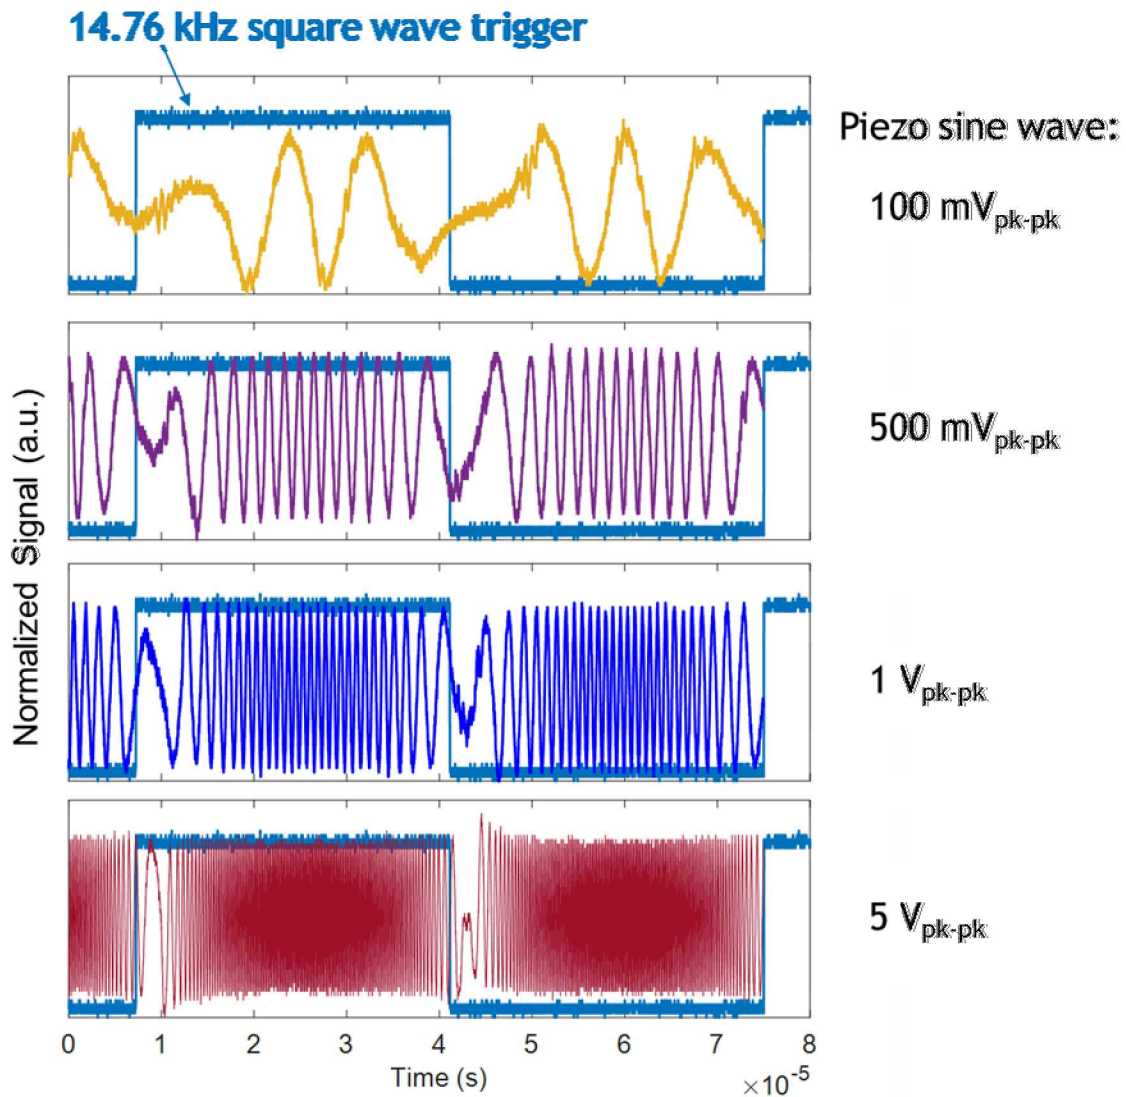 14.76 kHz square wave trigger
Piezo sine wave:
100 mVpk-pk
500 mVpk-pk
1 Vpk-pk
5 Vpk-pk
Normalized Signal (a.u.)
0 1 2 3 4 5 6 7 8
Time (s)
×10-5